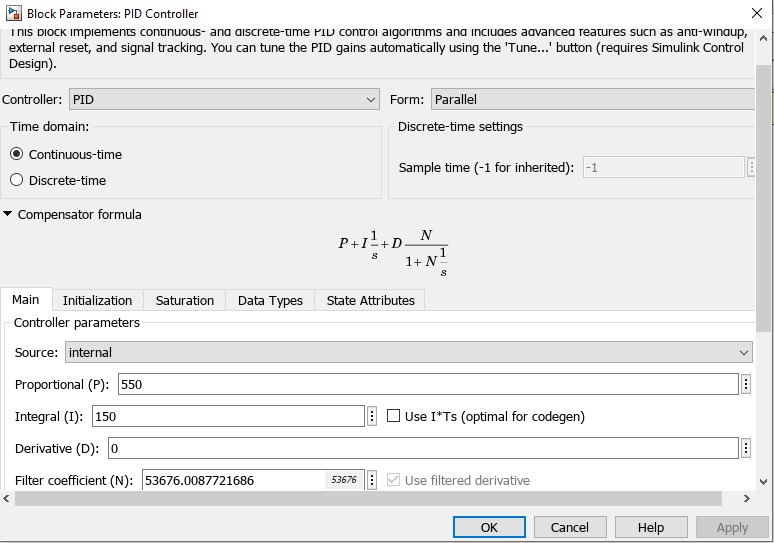 Block Parameters: PID Controller
This block implements continuous- and discrete-time PID control algorithms and includes advanced features such as anti-windup,
external reset, and signal tracking. You can tune the PID gains automatically using the 'Tune...' button (requires Simulink Control
Design).
Controller: PID Form: Parallel
Time domain: Discrete-time settings
Continuous-time
Sample time (-1 for inherited): -1
Discrete-time
Compensator formula
P + I 1/s + D N/(1 + N 1/s)
Main Initialization Saturation Data Types State Attributes
Controller parameters
Source: internal
Proportional (P): 550
Integral (I): 150 Use I*Ts (optimal for codegen)
Derivative (D): 0
Filter coefficient (N): 53676.0087721686 53676 Use filtered derivative
OK Cancel Help Apply